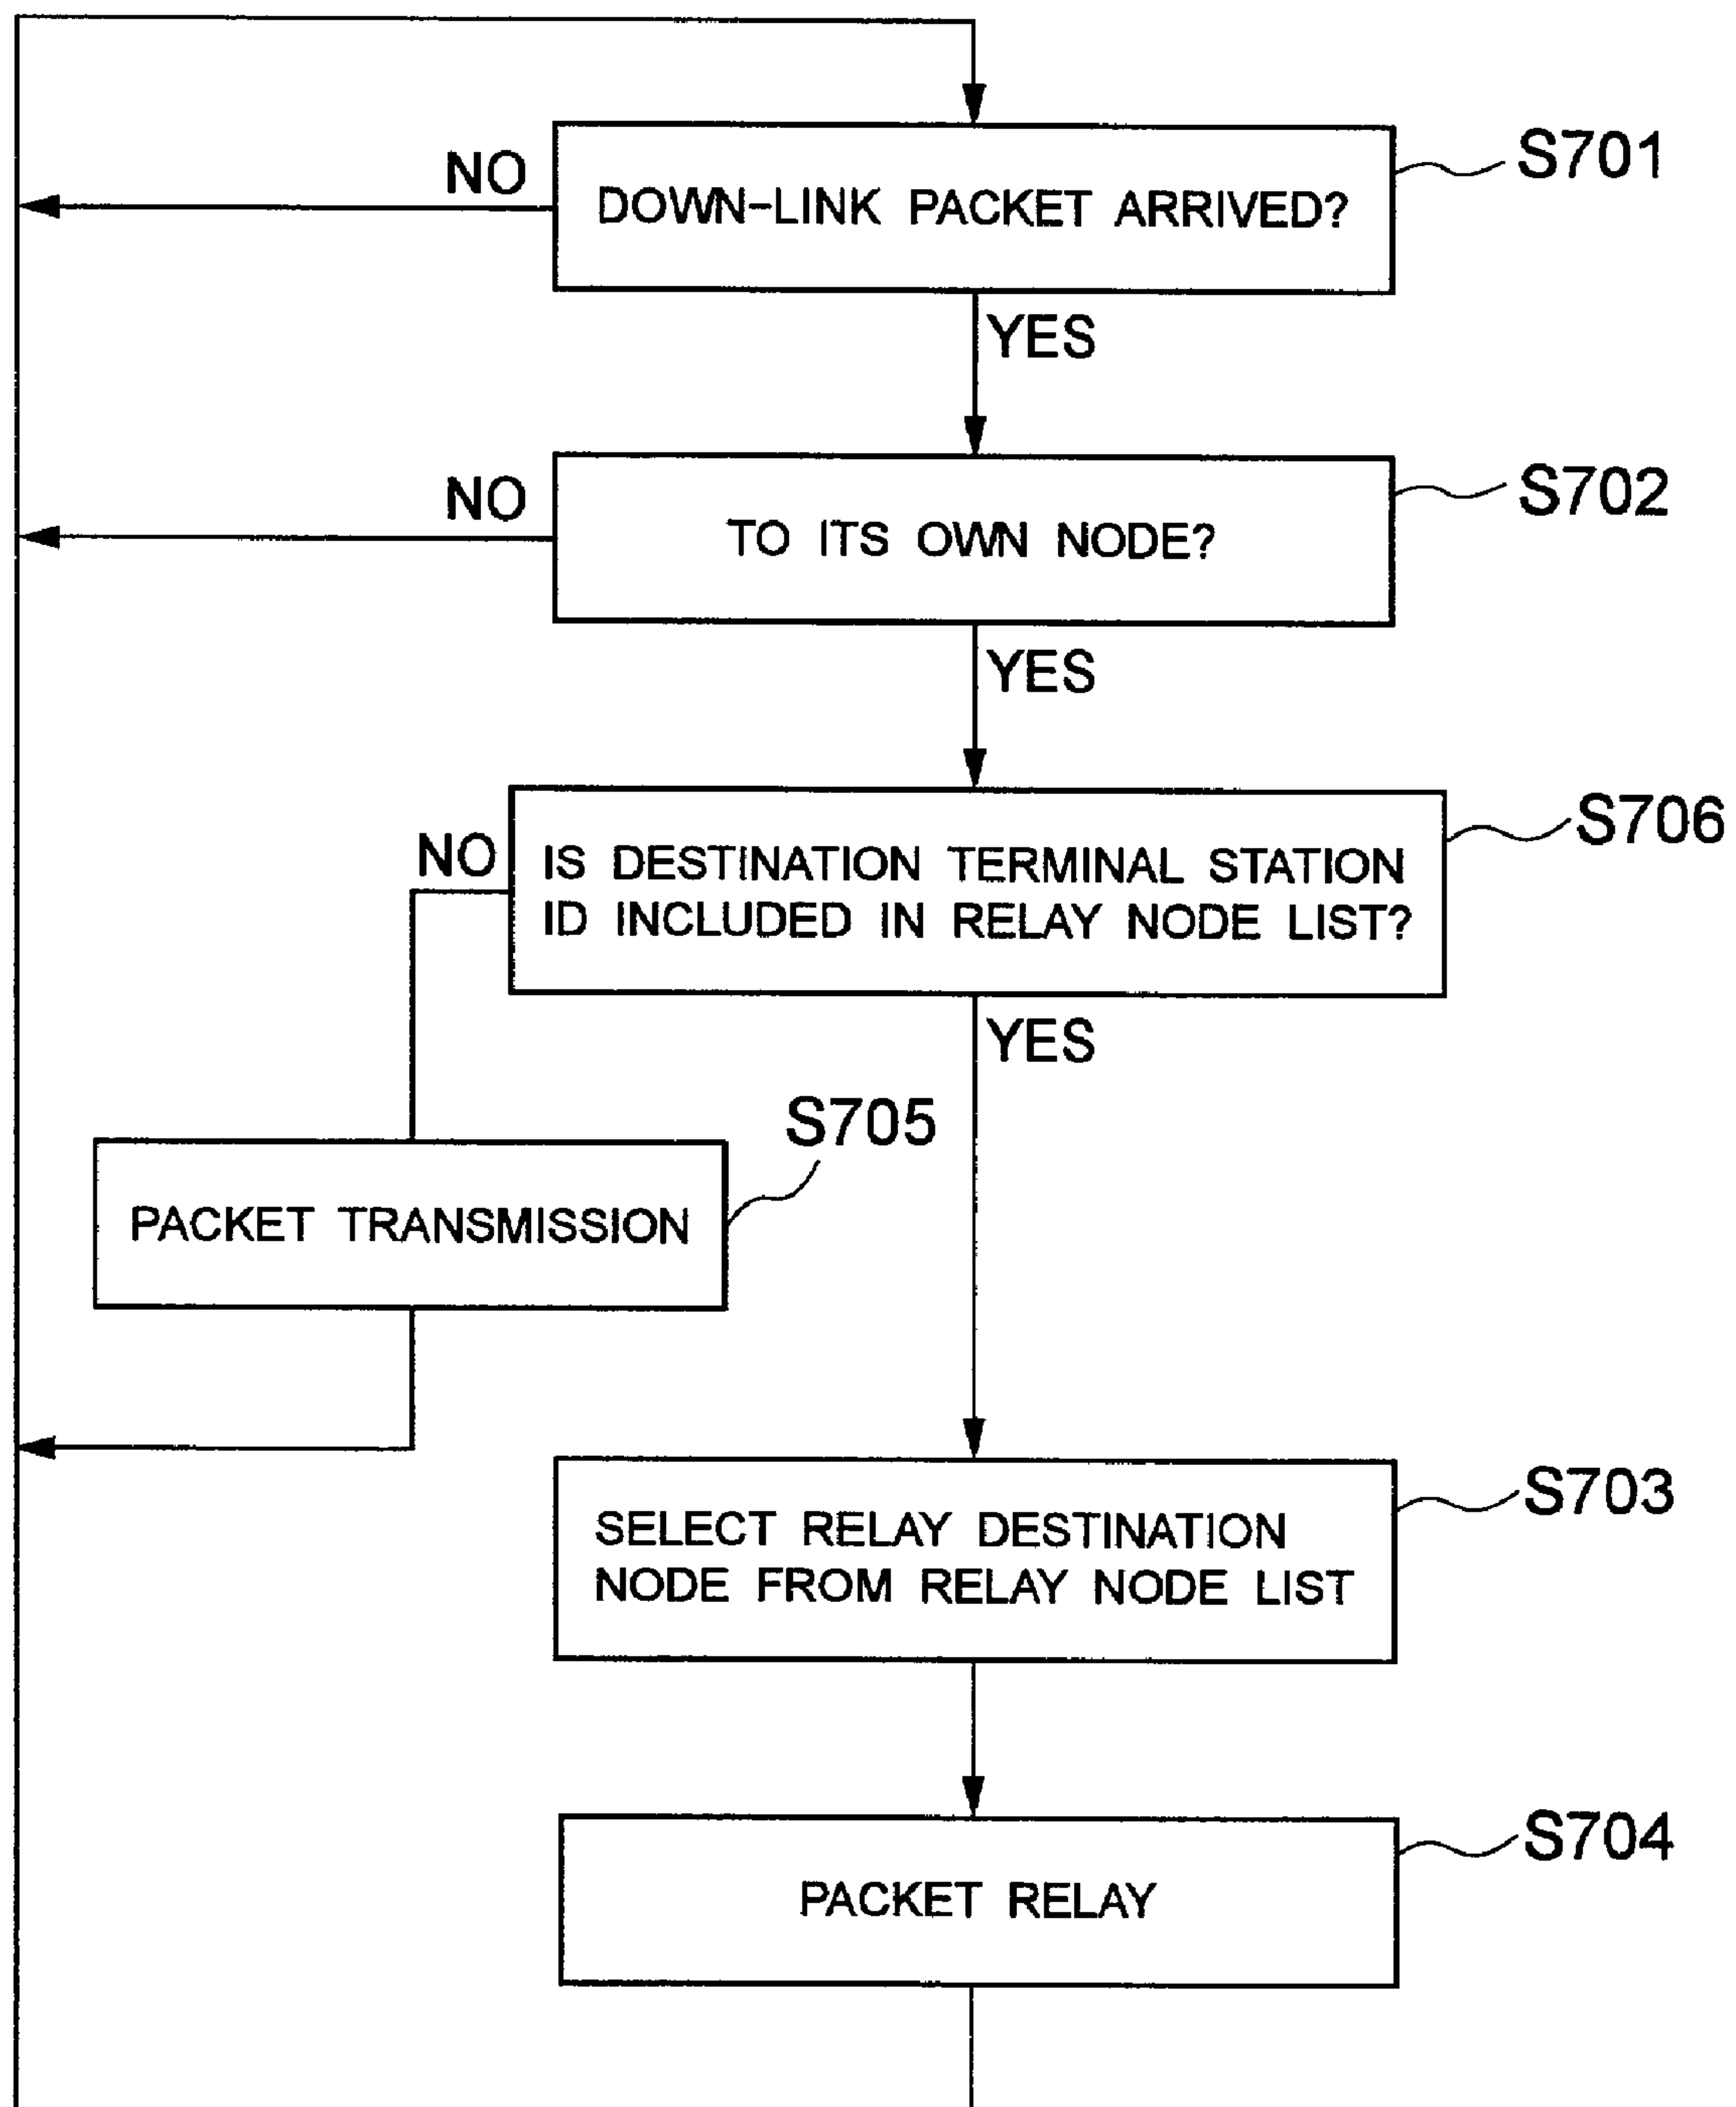 S701
NO
DOWN-LINK PACKET ARRIVED?
YES
S702
NO
TO ITS OWN NODE?
YES
S706
NO
IS DESTINATION TERMINAL STATION
ID INCLUDED IN RELAY NODE LIST?
YES
S705
PACKET TRANSMISSION
S703
SELECT RELAY DESTINATION
NODE FROM RELAY NODE LIST
S704
PACKET RELAY